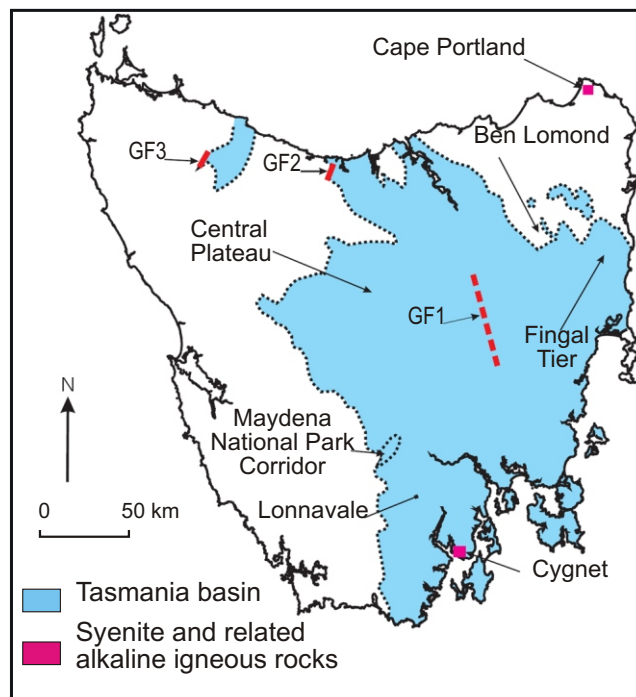 Cape Portland
Ben Lomond
GF3
GF2
Central
Plateau
GF1
Fingal
Tier
N
Maydena
National Park
Corridor
0 50 km
Lonnavale
Cygnet
Tasmania basin
Syenite and related
alkaline igneous rocks